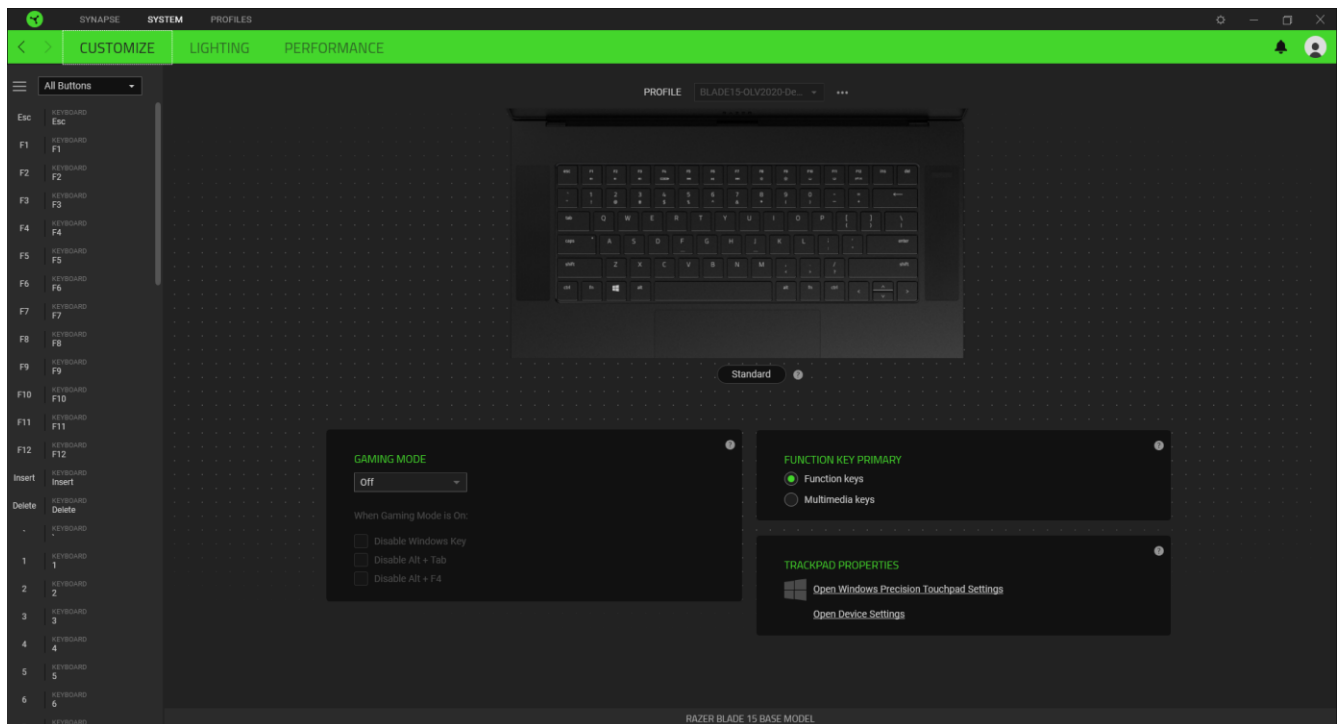 SYNAPSE SYSTEM PROFILES
CUSTOMIZE LIGHTING PERFORMANCE
All Buttons
PROFILE BLADE15-OLV2020-De... •••
Esc KEYBOARD Esc
F1 KEYBOARD F1
F2 KEYBOARD F2
F3 KEYBOARD F3
F4 KEYBOARD F4
F5 KEYBOARD F5
F6 KEYBOARD F6
F7 KEYBOARD F7
F8 KEYBOARD F8
F9 KEYBOARD F9
F10 KEYBOARD F10
F11 KEYBOARD F11
F12 KEYBOARD F12
Insert KEYBOARD Insert
Delete KEYBOARD Delete
` KEYBOARD `
1 KEYBOARD 1
2 KEYBOARD 2
3 KEYBOARD 3
4 KEYBOARD 4
5 KEYBOARD 5
6 KEYBOARD 6
KEYBOARD
Q W E R T Y U I O P
A S D F G H J K L
Z X C V B N M
Standard ?
GAMING MODE
Off
When Gaming Mode is On:
Disable Windows Key
Disable Alt + Tab
Disable Alt + F4
FUNCTION KEY PRIMARY
Function keys
Multimedia keys
TRACKPAD PROPERTIES
Open Windows Precision Touchpad Settings
Open Device Settings
RAZER BLADE 15 BASE MODEL